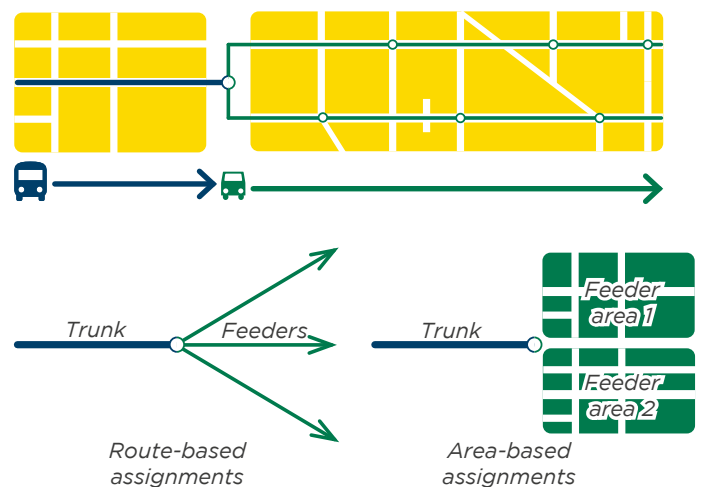 Trunk
Feeders
Trunk
Feeder
area 1
Feeder
area 2
Route-based
assignments
Area-based
assignments